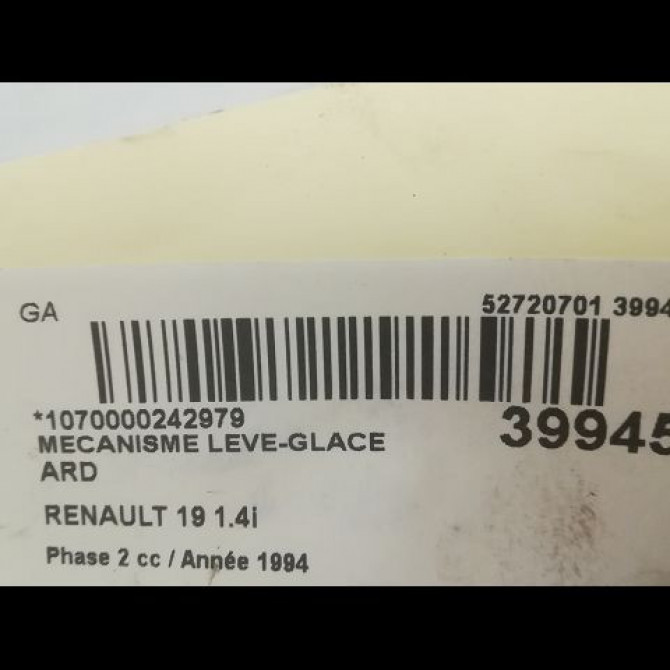 GA
52720701 3994
*1070000242979
39945
MECANISME LEVE-GLACE
ARD
RENAULT 19 1.4i
Phase 2 cc / Année 1994